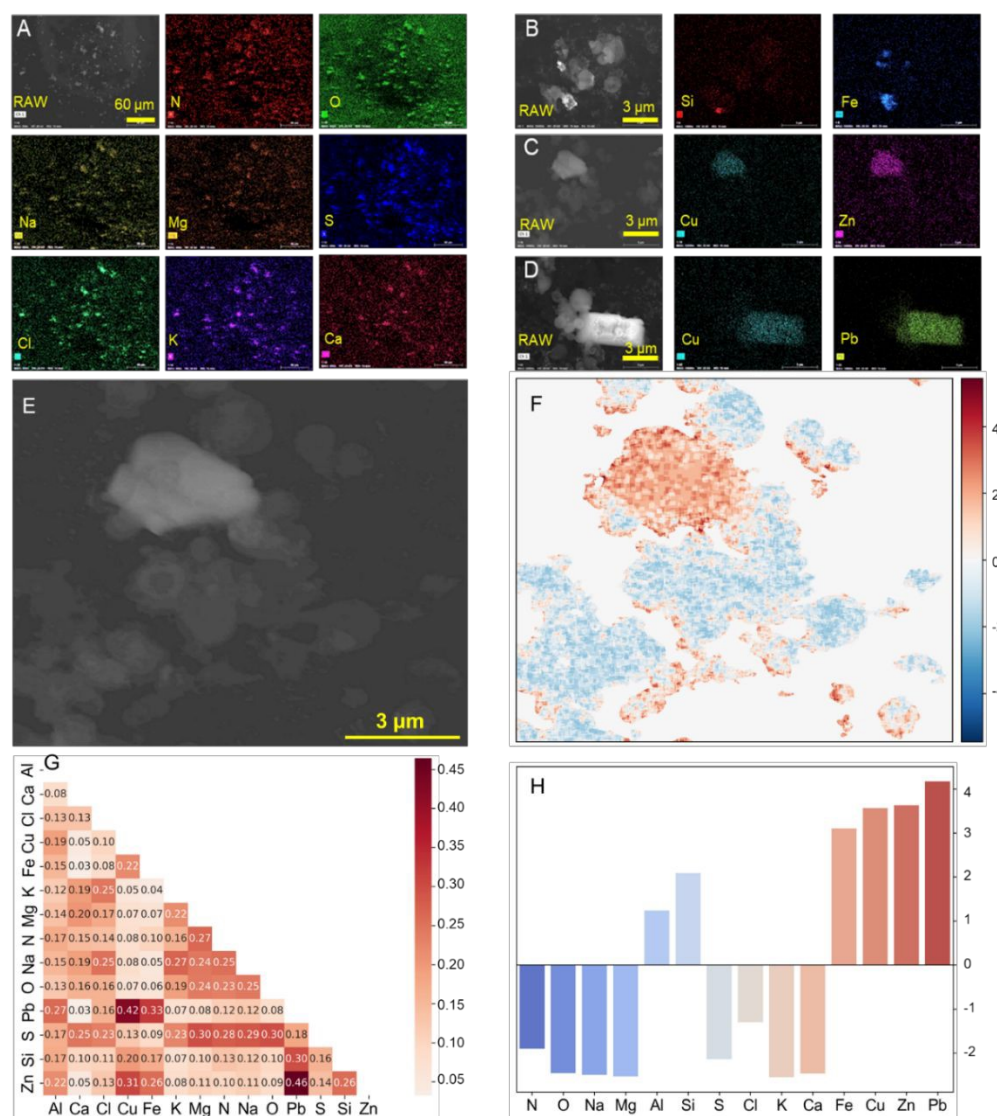 A
RAW
60 µm
N
O
Na
Mg
S
Cl
K
Ca
B
RAW
3 µm
Si
Fe
C
RAW
3 µm
Cu
Zn
D
RAW
3 µm
Cu
Pb
E
3 µm
F
4
2
0
G
Al
Ca 0.08
Cl 0.13 0.13
Cu 0.19 0.05 0.10
Fe 0.15 0.03 0.08 0.22
K 0.12 0.19 0.25 0.05 0.04
Mg 0.14 0.20 0.17 0.07 0.07 0.22
N 0.17 0.15 0.14 0.08 0.10 0.16 0.27
Na 0.15 0.16 0.25 0.08 0.05 0.27 0.24 0.25
O 0.13 0.16 0.16 0.07 0.06 0.19 0.24 0.23 0.25
Pb 0.27 0.03 0.16 0.42 0.33 0.07 0.08 0.12 0.12 0.08
S 0.17 0.25 0.23 0.13 0.09 0.23 0.30 0.28 0.29 0.30 0.18
Si 0.17 0.10 0.11 0.20 0.17 0.07 0.10 0.13 0.12 0.10 0.30 0.16
Zn 0.22 0.05 0.13 0.31 0.26 0.08 0.11 0.10 0.11 0.09 0.46 0.14 0.26
Al Ca Cl Cu Fe K Mg N Na O Pb S Si Zn
0.45
0.40
0.35
0.30
0.25
0.20
0.15
0.10
0.05
H
4
3
2
1
0
-1
-2
N O Na Mg Al Si S Cl K Ca Fe Cu Zn Pb